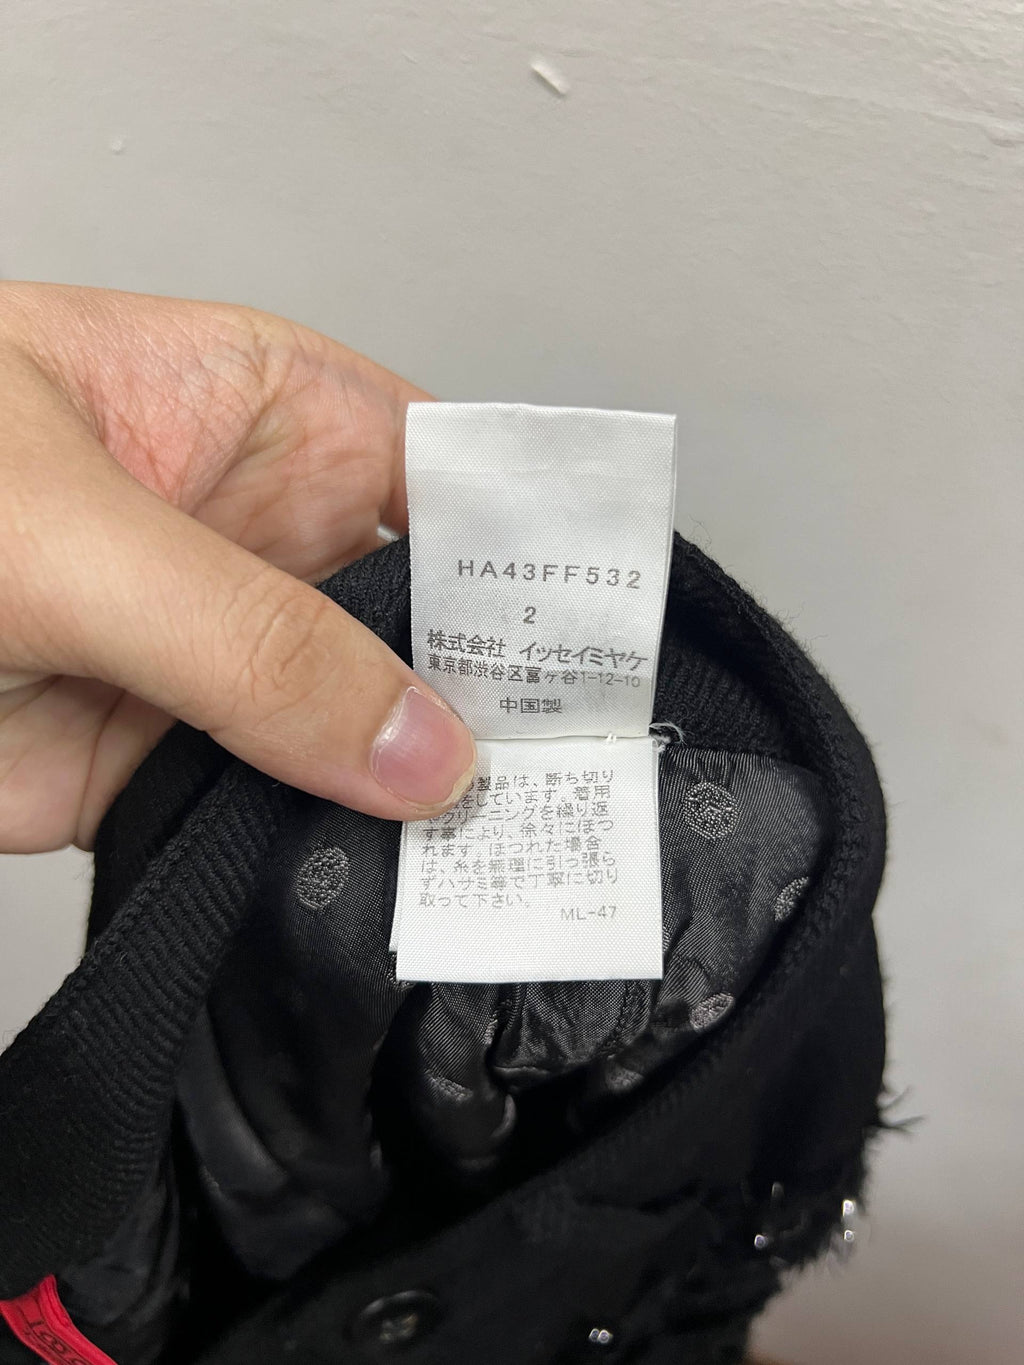 HA43FF532
2
株式会社 イッセイミヤケ
東京都渋谷区富ヶ谷1-12-10
中国製
製品は、断ち切り
をしています。着用
クリーニングを繰り返
す事により、徐々にほつ
れます。ほつれた場合
は、糸を無理に引っ張ら
ずハサミ等で丁寧に切り
取って下さい。
ML-47